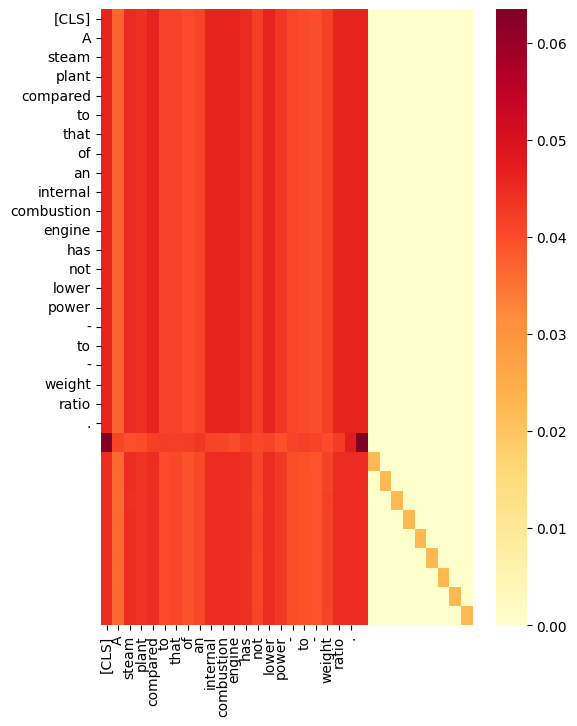 [CLS]
A
steam
plant
compared
to
that
of
an
internal
combustion
engine
has
not
lower
power
-
to
-
weight
ratio
.
[CLS]
A
steam
plant
compared
to
that
of
an
internal
combustion
engine
has
not
lower
power
-
to
-
weight
ratio
.
0.06
0.05
0.04
0.03
0.02
0.01
0.00